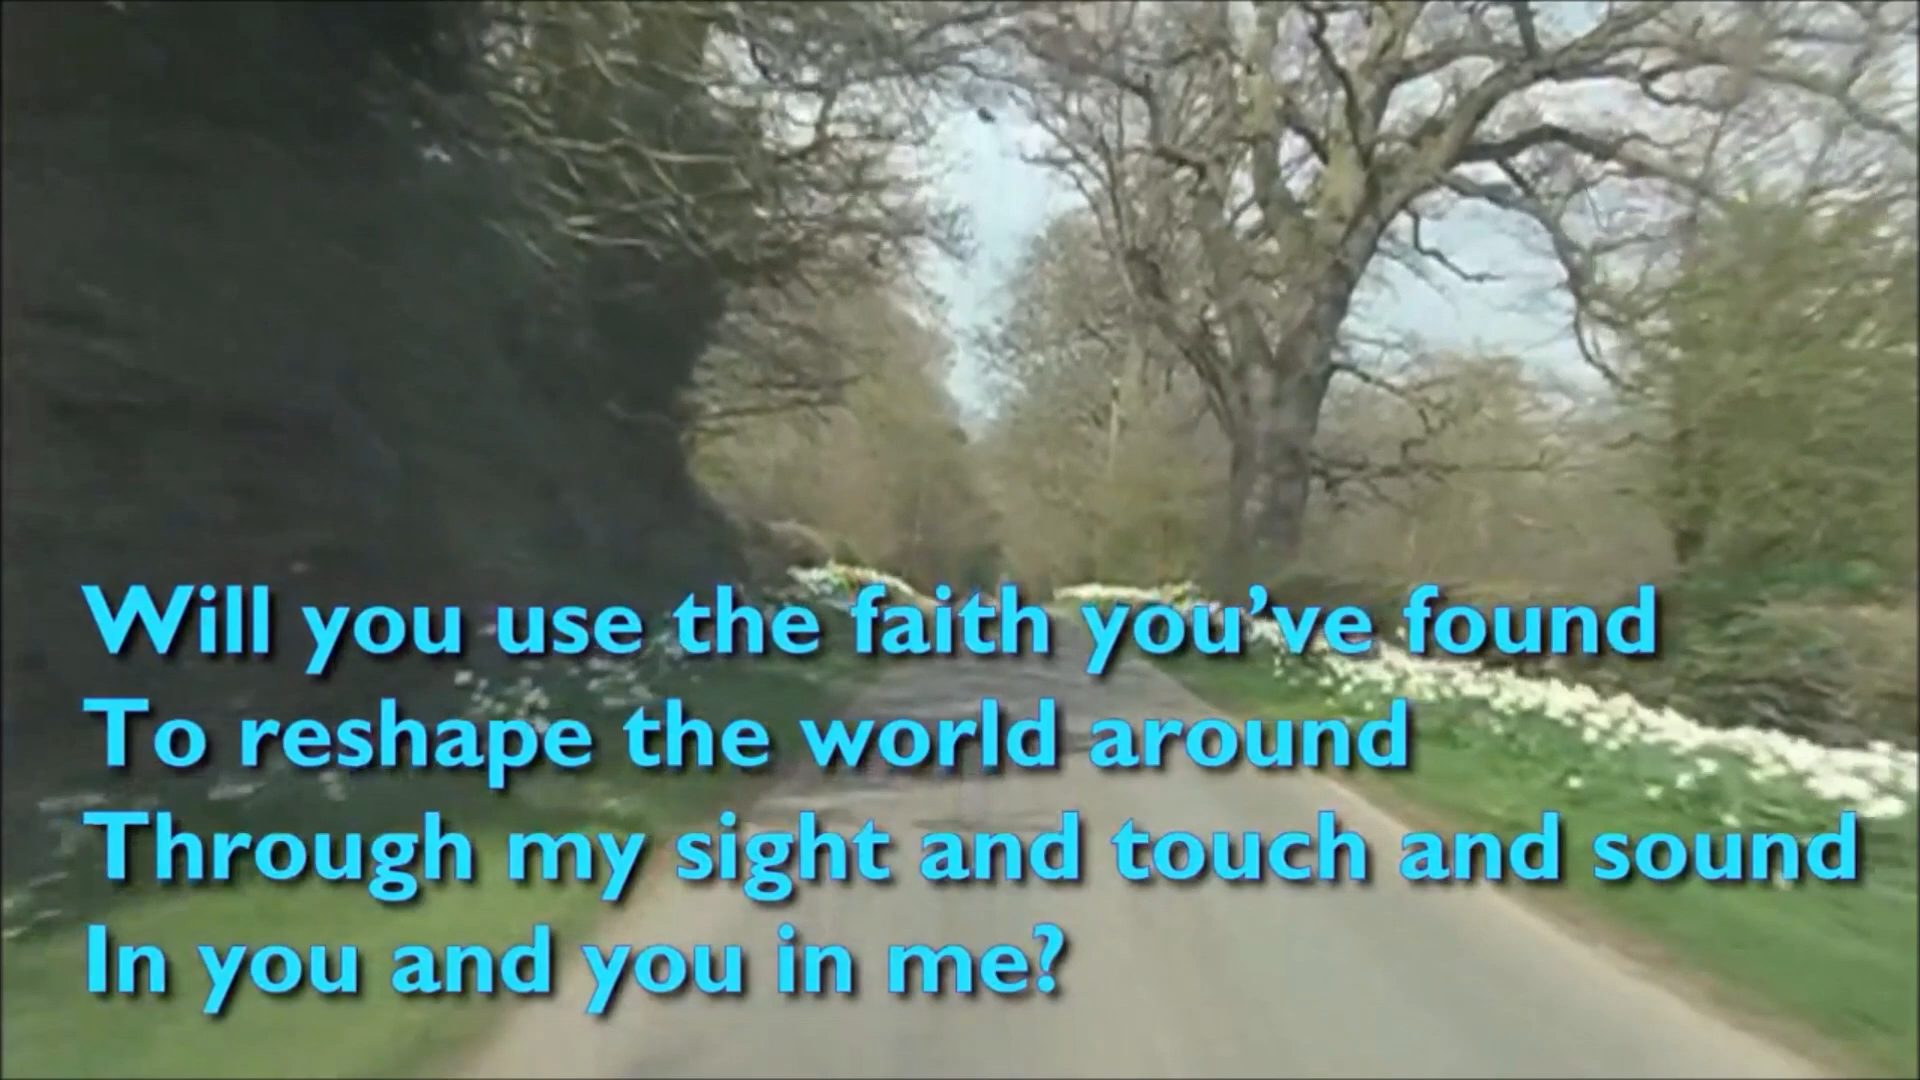 Will you use the faith you’ve found
To reshape the world around
Through my sight and touch and sound
In you and you in me?